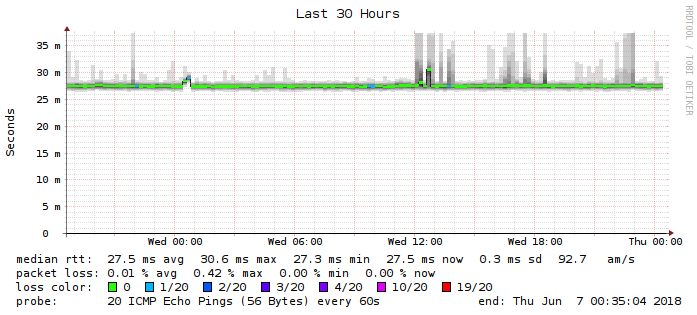 Last 30 Hours
RRDTOOL / TOBI OETIKER
Seconds
35 m
30 m
25 m
20 m
15 m
10 m
5 m
0
Wed 00:00 Wed 06:00 Wed 12:00 Wed 18:00 Thu 00:00
median rtt: 27.5 ms avg 30.6 ms max 27.3 ms min 27.5 ms now 0.3 ms sd 92.7 am/s
packet loss: 0.01 % avg 0.42 % max 0.00 % min 0.00 % now
loss color: 0 1/20 2/20 3/20 4/20 10/20 19/20
probe: 20 ICMP Echo Pings (56 Bytes) every 60s end: Thu Jun 7 00:35:04 2018